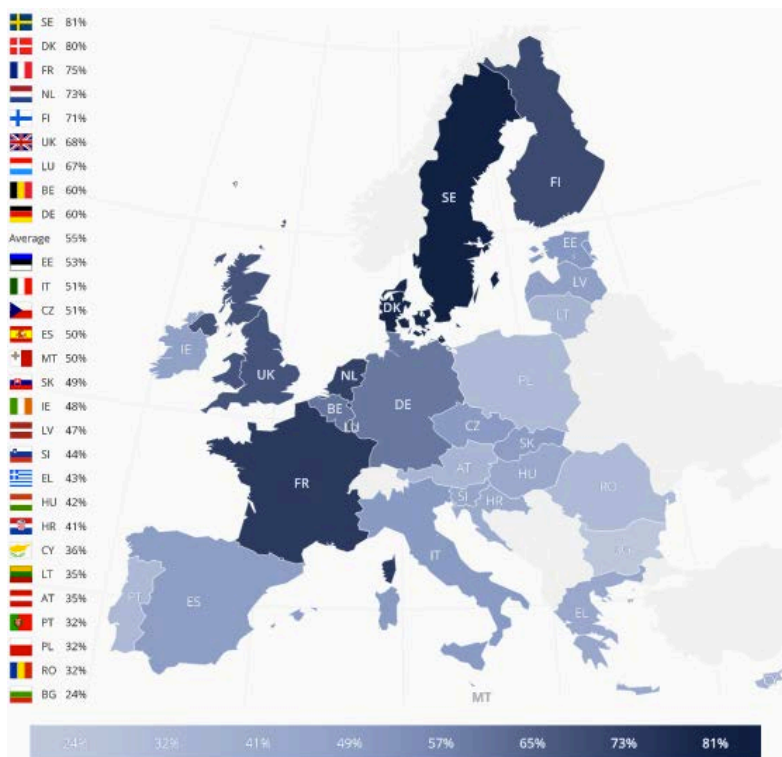 SE 81%
DK 80%
FR 75%
NL 73%
FI 71%
UK 68%
LU 67%
BE 60%
DE 60%
Average 55%
EE 53%
IT 51%
CZ 51%
ES 50%
MT 50%
SK 49%
IE 48%
LV 47%
SI 44%
EL 43%
HU 42%
HR 41%
CY 36%
LT 35%
AT 35%
PT 32%
PL 32%
RO 32%
BG 24%
SE
FI
EE
LV
LT
DK
IE
UK
NL
BE
LU
DE
PL
CZ
SK
FR
AT
HU
SI
HR
RO
BG
IT
PT
ES
EL
MT
24% 32% 41% 49% 57% 65% 73% 81%